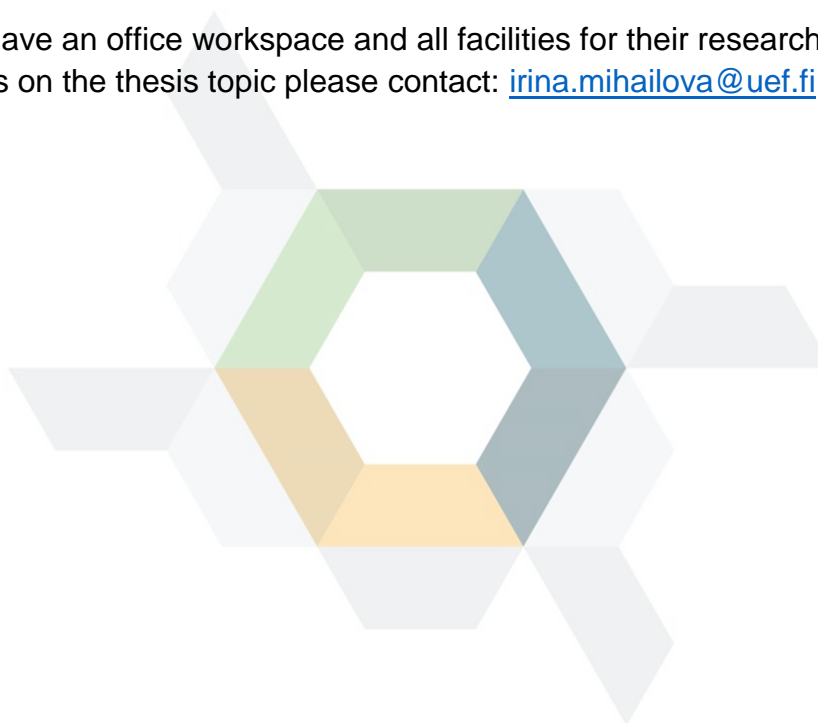 ave an office workspace and all facilities for their research
s on the thesis topic please contact: irina.mihailova@uef.fi